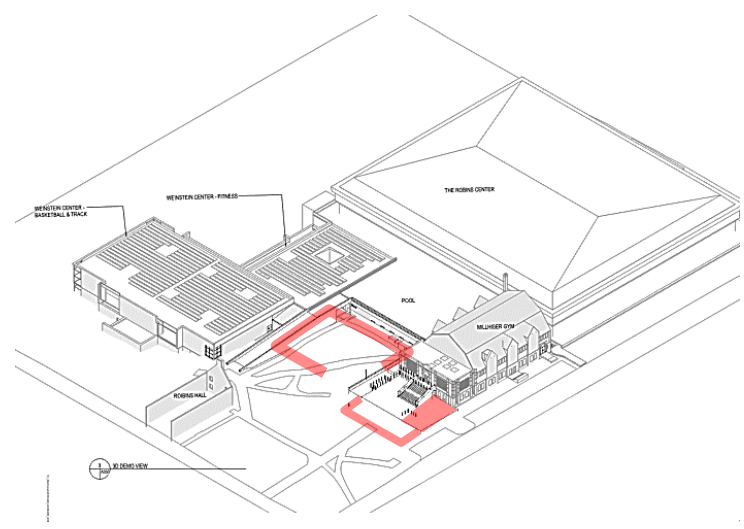 THE ROBINS CENTER
WEINSTEIN CENTER - FITNESS
WEINSTEIN CENTER -
BASKETBALL & TRACK
POOL
MILLHISER GYM
ROBINS HALL
3D DEMO VIEW